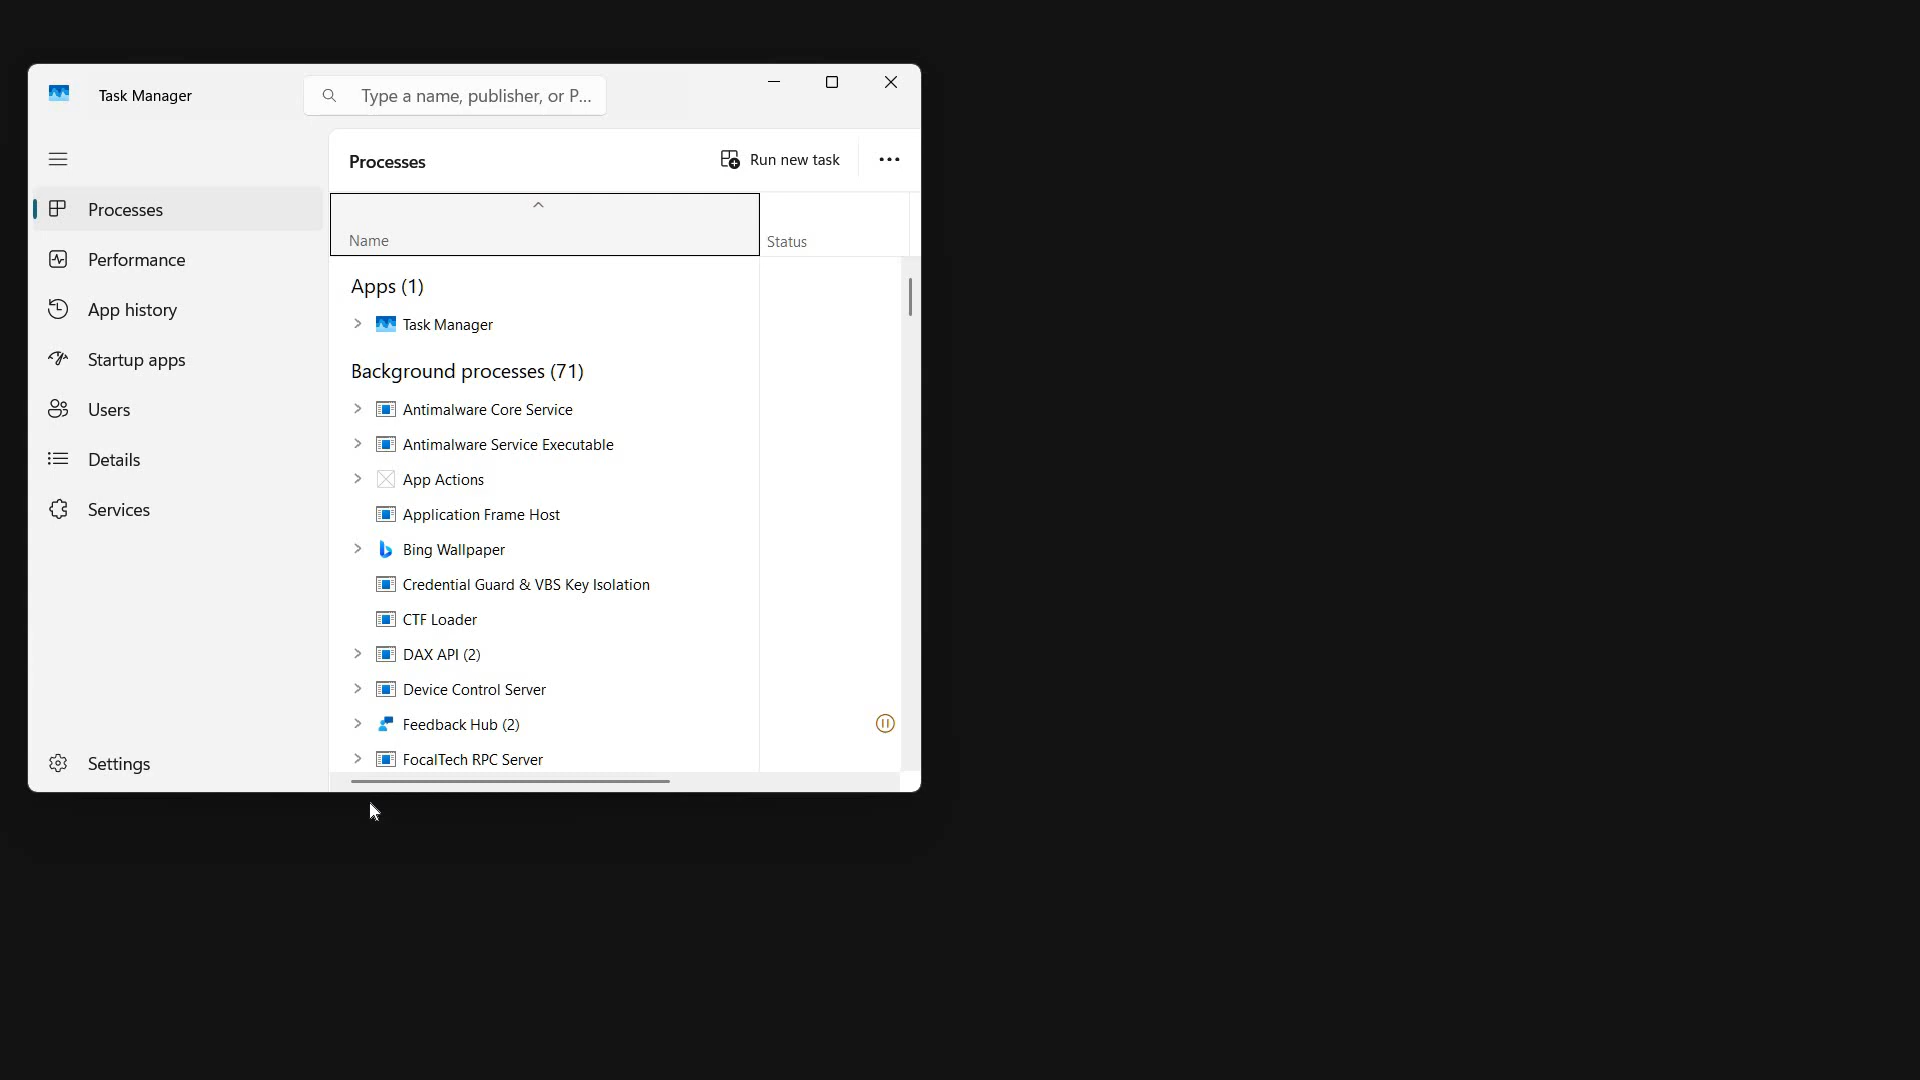 Task Manager
Type a name, publisher, or P...
Processes
Run new task
Processes
Performance
App history
Startup apps
Users
Details
Services
Settings
Name
Status
Apps (1)
Task Manager
Background processes (71)
Antimalware Core Service
Antimalware Service Executable
App Actions
Application Frame Host
Bing Wallpaper
Credential Guard & VBS Key Isolation
CTF Loader
DAX API (2)
Device Control Server
Feedback Hub (2)
FocalTech RPC Server